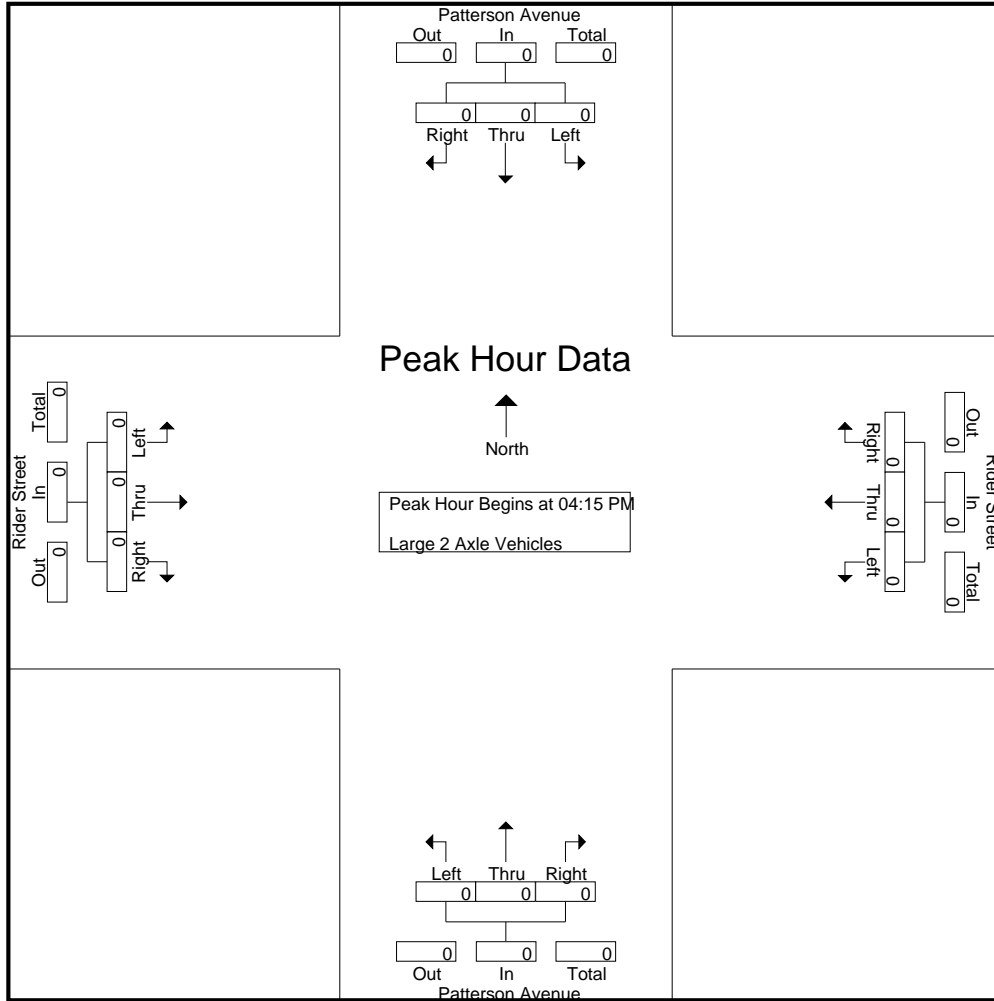 Patterson Avenue
Out In Total
0 0 0
0 0 0
Right Thru Left
Peak Hour Data
North
Peak Hour Begins at 04:15 PM
Large 2 Axle Vehicles
Rider Street
Total In Out
0 0 0
0 0 0
Left Thru Right
Right Thru Left
0 0 0
0 0 0
Out In Total
Rider Street
Left Thru Right
0 0 0
0 0 0
Out In Total
Patterson Avenue